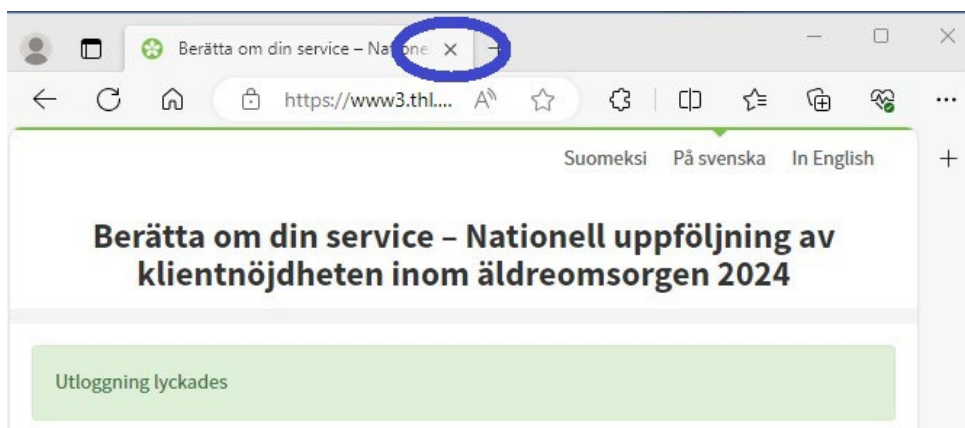 Berätta om din service – Natione
https://www3.thl....
Suomeksi På svenska In English
Berätta om din service – Nationell uppföljning av
klientnöjdheten inom äldreomsorgen 2024
Utloggning lyckades